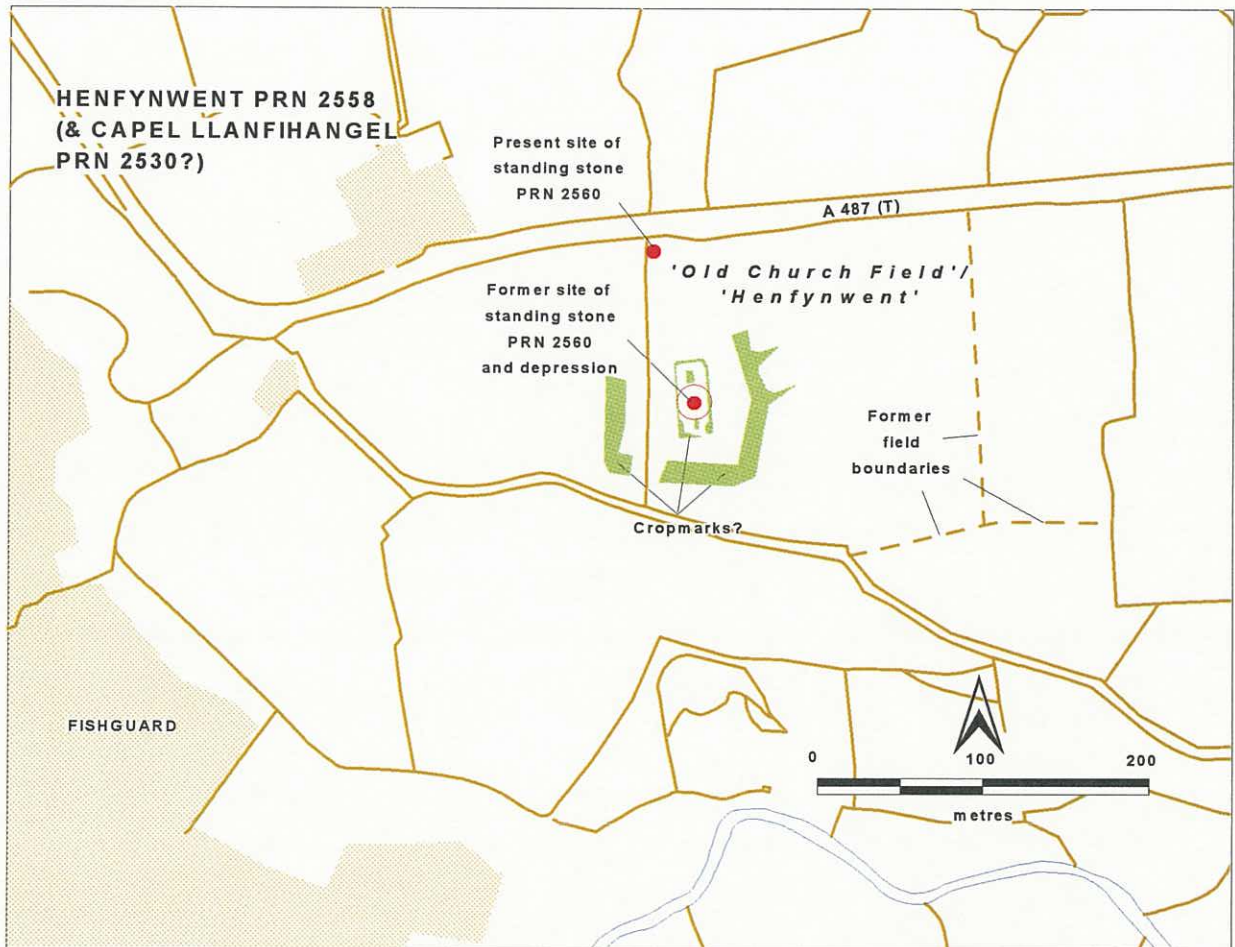 HENFYNWENT PRN 2558
(& CAPEL LLANFIHANGEL
PRN 2530?)
Present site of
standing stone
PRN 2560
A 487 (T)
'Old Church Field'/
'Henfynwent'
Former site of
standing stone
PRN 2560
and depression
Former
field
boundaries
Cropmarks?
FISHGUARD
0 100 200
metres